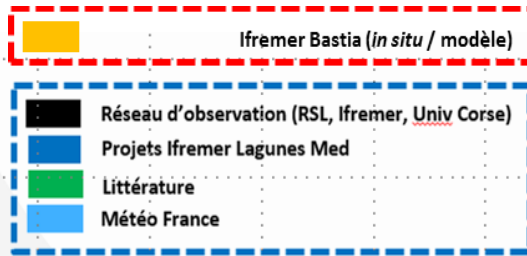 Ifremer Bastia (in situ / modèle)
Réseau d'observation (RSL, Ifremer, Univ Corse)
Projets Ifremer Lagunes Med
Littérature
Météo France